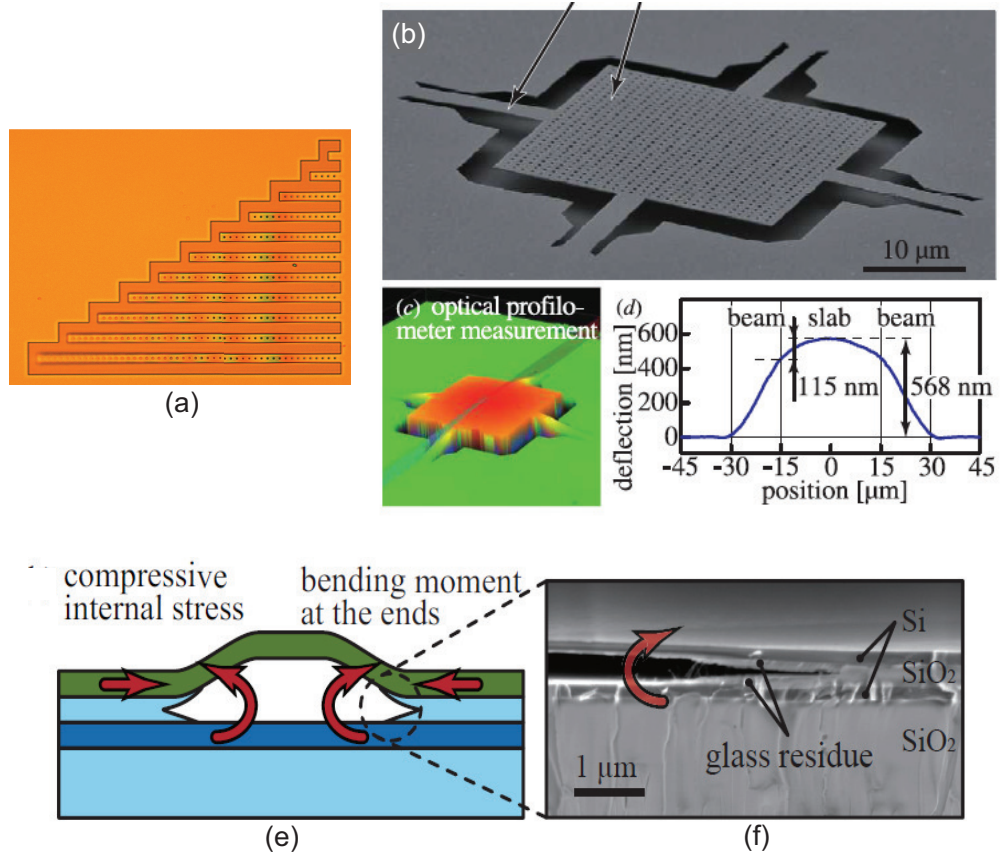 (b)
10 μm
(a)
(c) optical profilo-
meter measurement
(d)
beam slab beam
deflection [nm]
600
400
200
0
115 nm
568 nm
-45 -30 -15 0 15 30 45
position [μm]
compressive
internal stress
bending moment
at the ends
Si
SiO2
SiO2
glass residue
1 μm
(e)
(f)